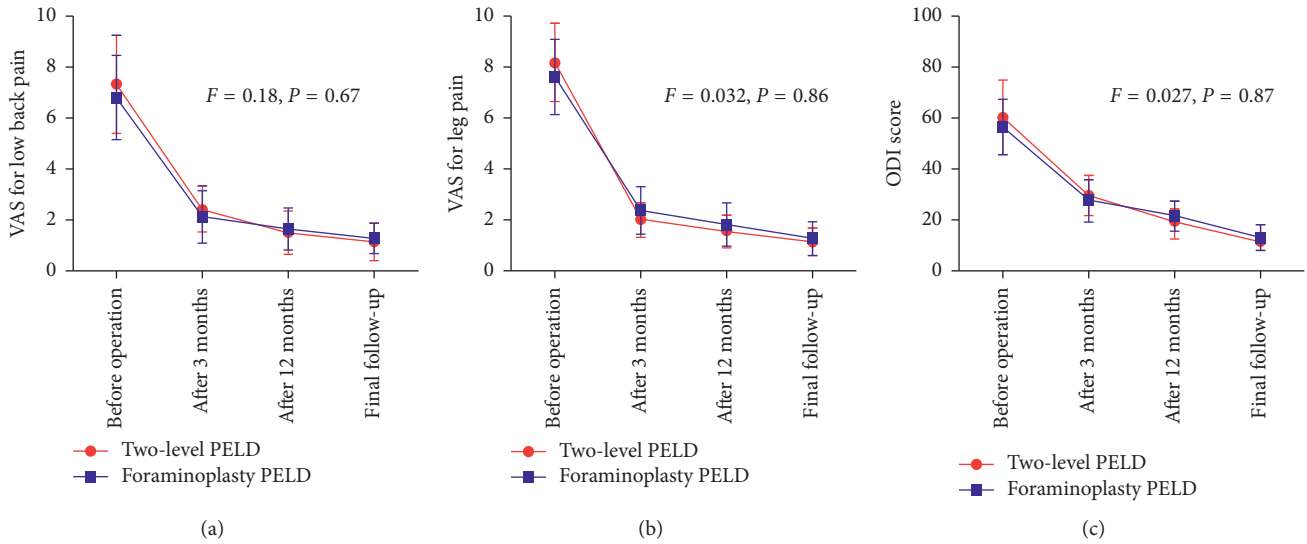 10
8
6
4
2
0
VAS for low back pain
F = 0.18, P = 0.67
Before operation
After 3 months
After 12 months
Final follow-up
Two-level PELD
Foraminoplasty PELD
(a)
10
8
6
4
2
0
VAS for leg pain
F = 0.032, P = 0.86
Before operation
After 3 months
After 12 months
Final follow-up
Two-level PELD
Foraminoplasty PELD
(b)
100
80
60
40
20
0
ODI score
F = 0.027, P = 0.87
Before operation
After 3 months
After 12 months
Final follow-up
Two-level PELD
Foraminoplasty PELD
(c)